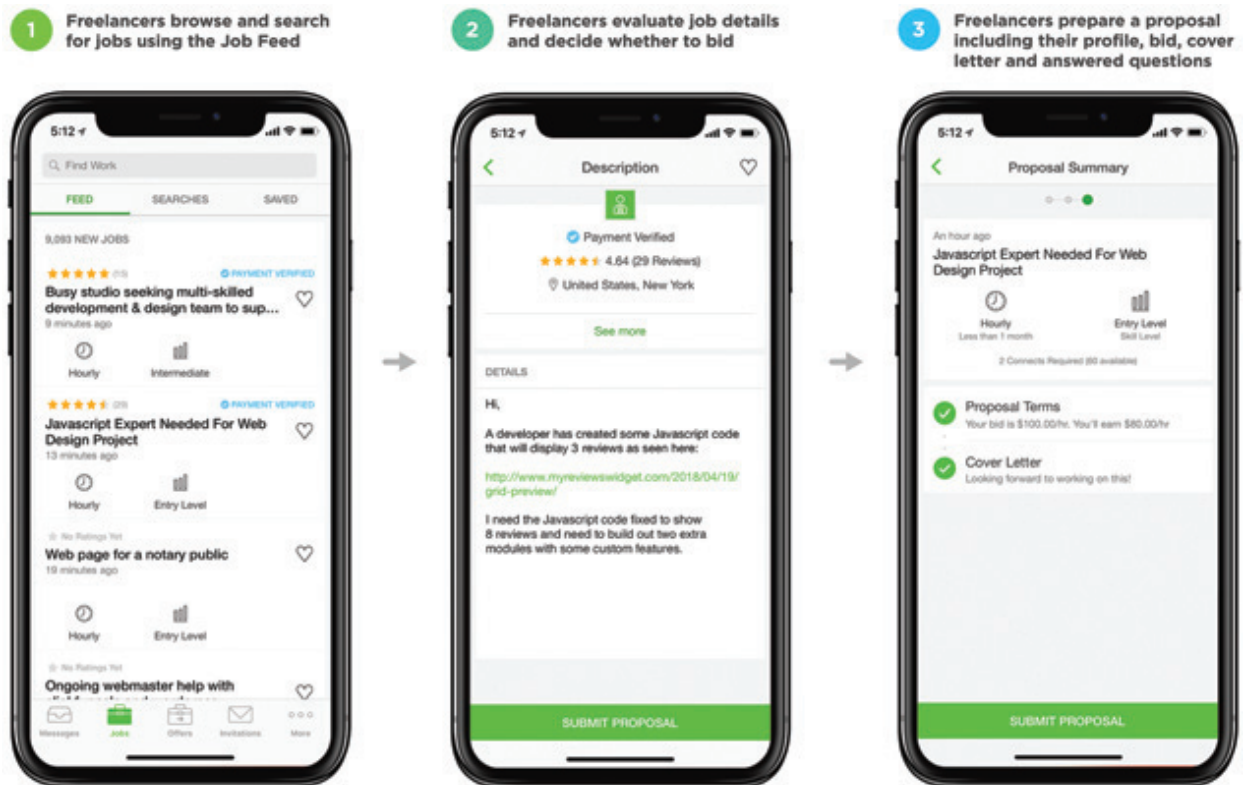 1
Freelancers browse and search
for jobs using the Job Feed
5:12
Find Work
FEED SEARCHES SAVED
9,093 NEW JOBS
PAYMENT VERIFIED
Busy studio seeking multi-skilled
development & design team to sup...
9 minutes ago
Hourly Intermediate
(29) PAYMENT VERIFIED
Javascript Expert Needed For Web
Design Project
13 minutes ago
Hourly Entry Level
No Ratings Yet
Web page for a notary public
19 minutes ago
Hourly Entry Level
No Ratings Yet
Ongoing webmaster help with
Messages Jobs Offers Invitations More
2
Freelancers evaluate job details
and decide whether to bid
5:12
Description
Payment Verified
4.64 (29 Reviews)
United States, New York
See more
DETAILS
Hi,
A developer has created some Javascript code
that will display 3 reviews as seen here:
http://www.myreviewswidget.com/2018/04/19/
grid-preview/
I need the Javascript code fixed to show
8 reviews and need to build out two extra
modules with some custom features.
SUBMIT PROPOSAL
3
Freelancers prepare a proposal
including their profile, bid, cover
letter and answered questions
5:12
Proposal Summary
An hour ago
Javascript Expert Needed For Web
Design Project
Hourly Entry Level
Less than 1 month Skill Level
2 Connects Required (60 available)
Proposal Terms
Your bid is $100.00/hr. You'll earn $80.00/hr
Cover Letter
Looking forward to working on this!
SUBMIT PROPOSAL